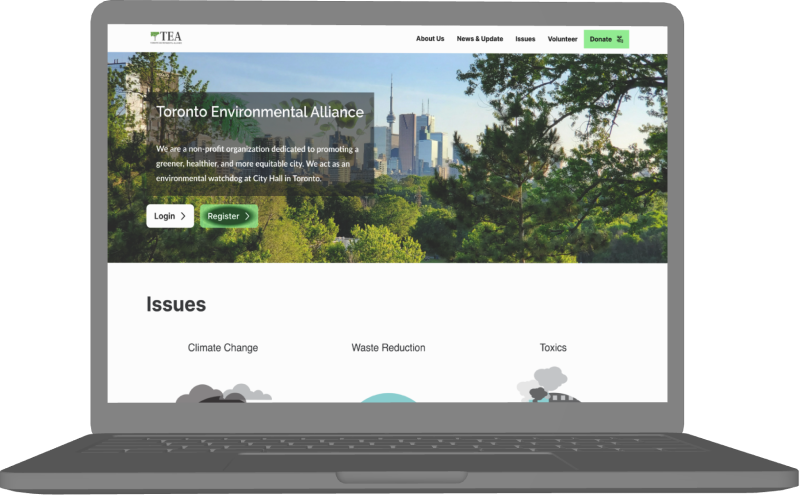 TEA
About Us
News & Update
Issues
Volunteer
Donate
Toronto Environmental Alliance
We are a non-profit organization dedicated to promoting a
greener, healthier, and more equitable city. We act as an
environmental watchdog at City Hall in Toronto.
Login
Register
Issues
Climate Change
Waste Reduction
Toxics